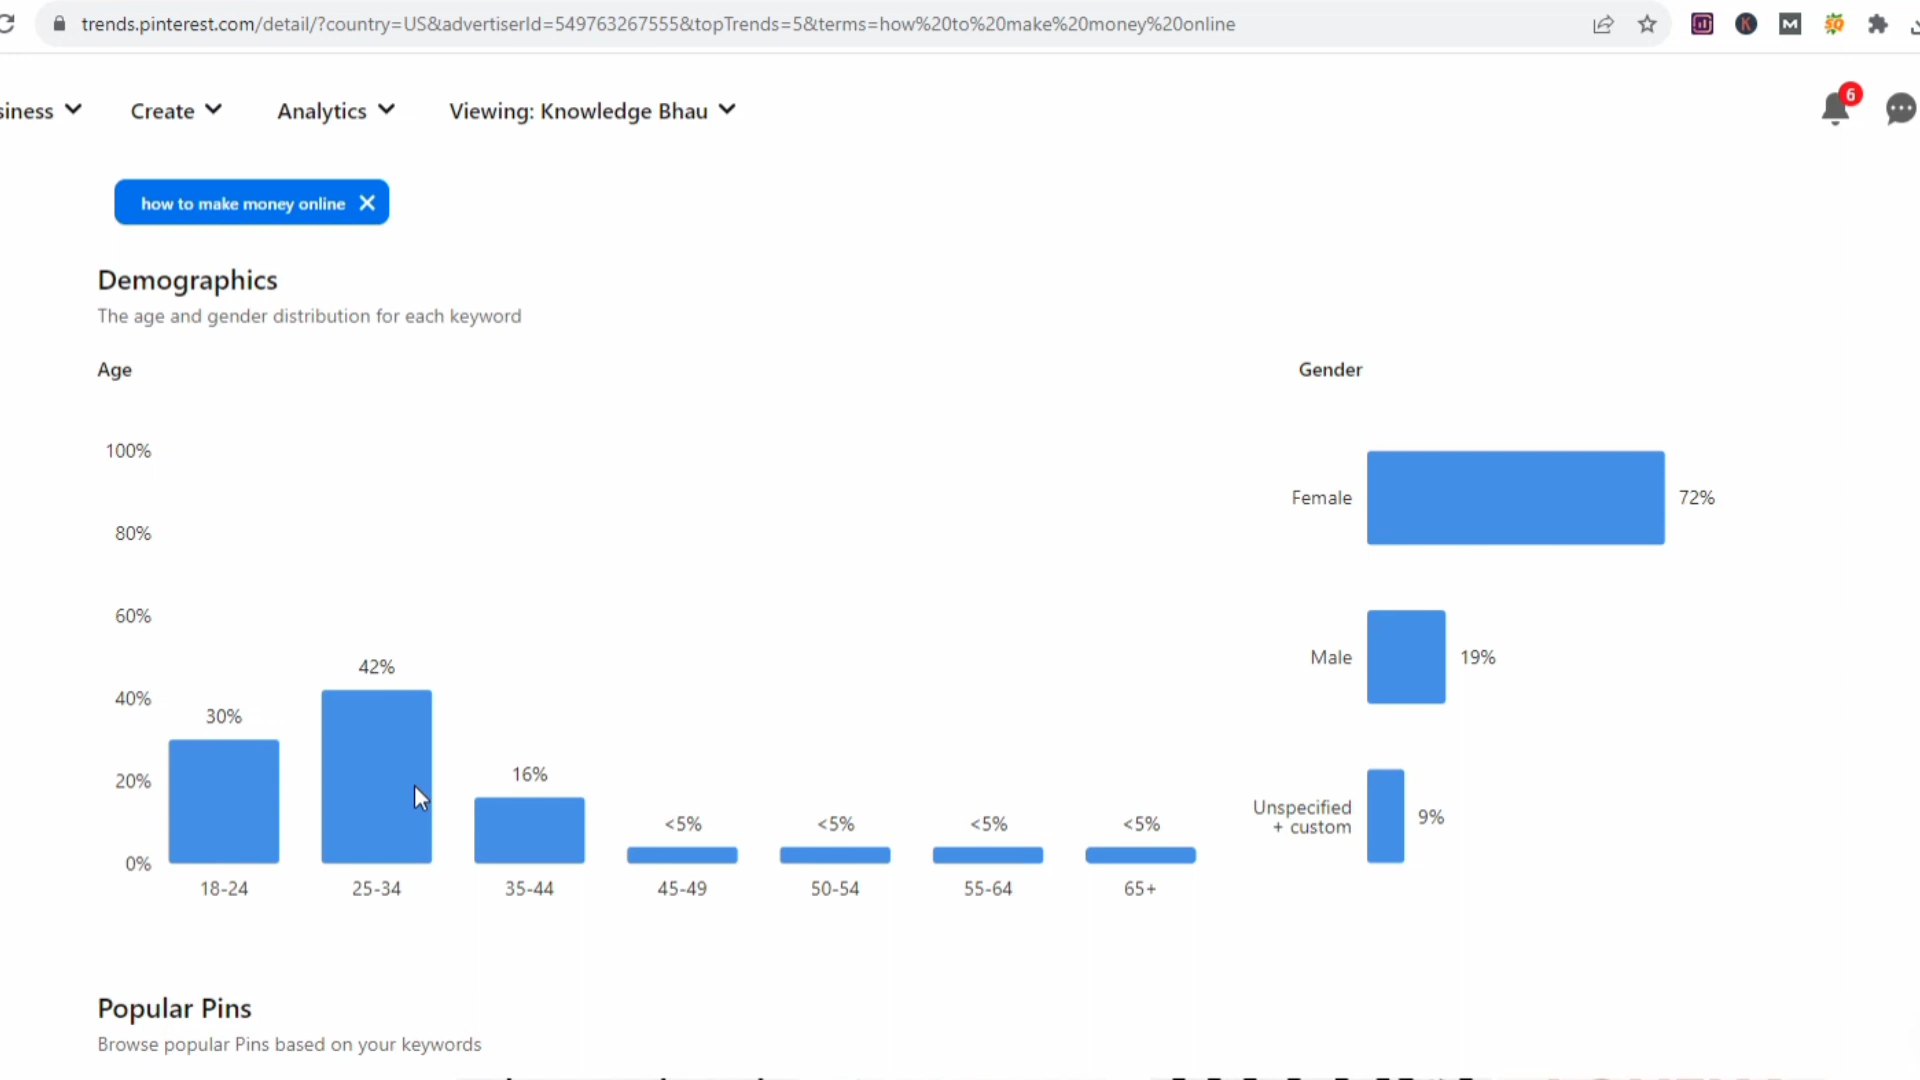 trends.pinterest.com/detail/?country=US&advertiserId=549763267555&topTrends=5&terms=how%20to%20make%20money%20online
siness Create Analytics Viewing: Knowledge Bhau 6
how to make money online
Demographics
The age and gender distribution for each keyword
Age
100%
80%
60%
40%
20%
0%
30%
42%
16%
<5%
<5%
<5%
<5%
18-24
25-34
35-44
45-49
50-54
55-64
65+
Gender
Female 72%
Male 19%
Unspecified
+ custom
9%
Popular Pins
Browse popular Pins based on your keywords